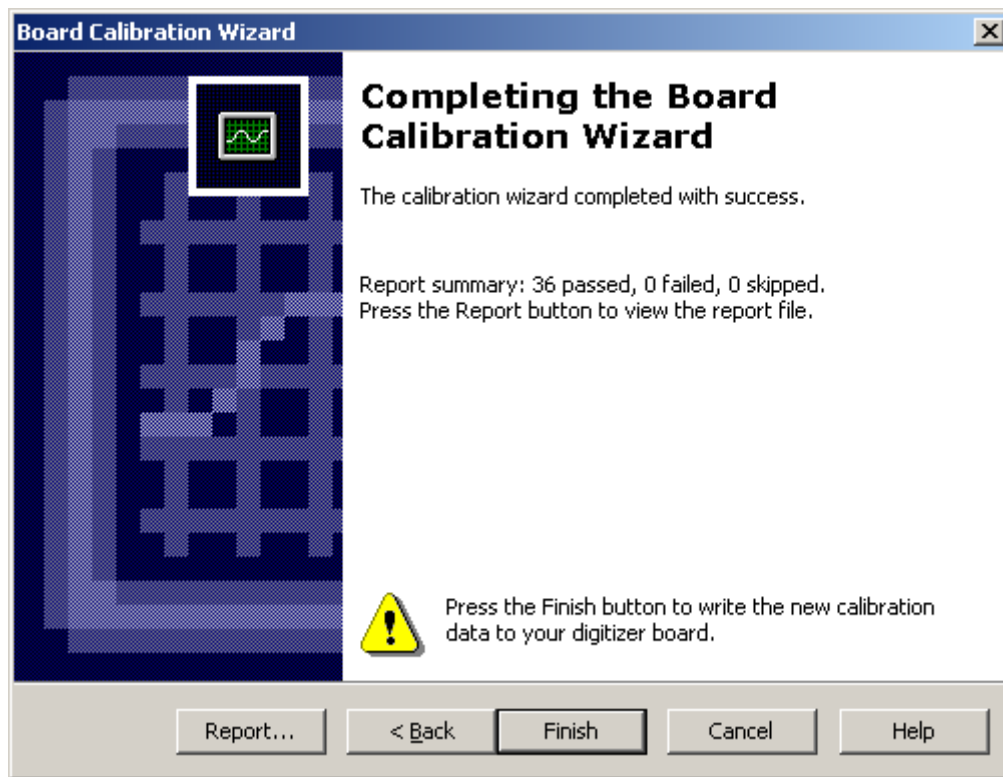 Board Calibration Wizard
Completing the Board
Calibration Wizard
The calibration wizard completed with success.
Report summary: 36 passed, 0 failed, 0 skipped.
Press the Report button to view the report file.
Press the Finish button to write the new calibration
data to your digitizer board.
Report...
< Back
Finish
Cancel
Help